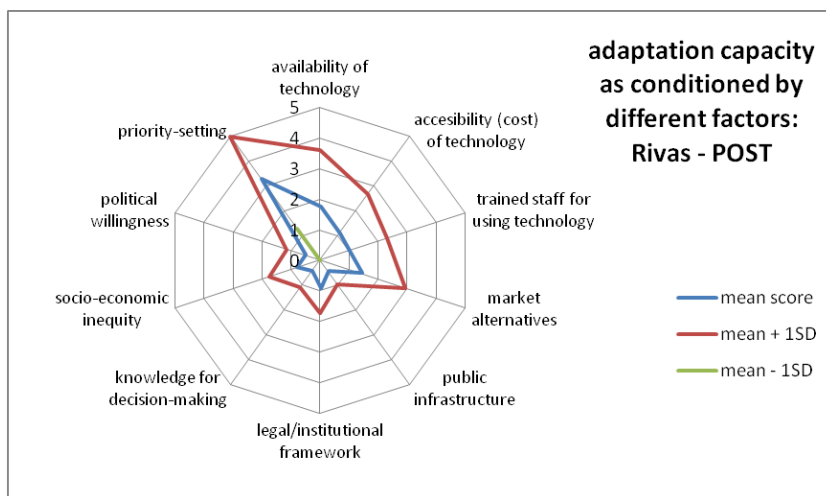 adaptation capacity
as conditioned by
different factors:
Rivas - POST
availability of
technology
accesibility (cost)
of technology
trained staff for
using technology
market
alternatives
public
infrastructure
legal/institutional
framework
knowledge for
decision-making
socio-economic
inequity
political
willingness
priority-setting
5
4
3
2
1
0
mean score
mean + 1SD
mean - 1SD